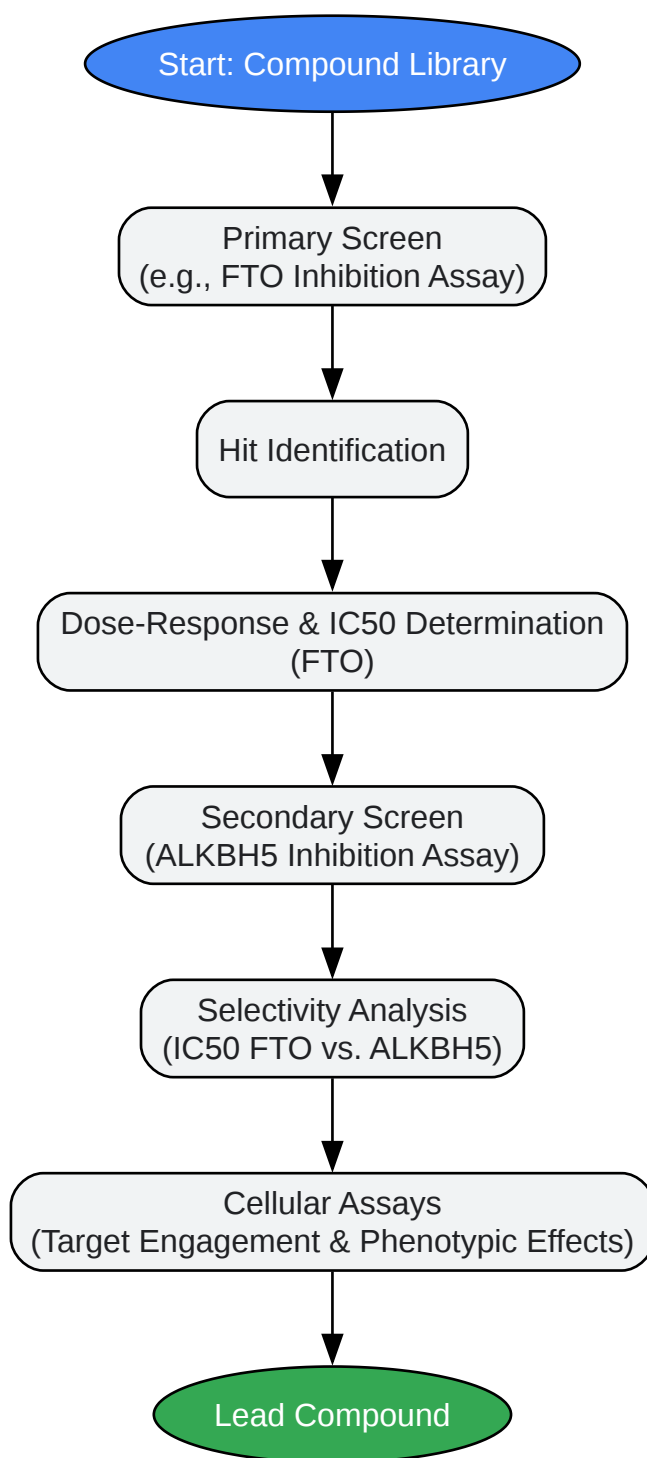 Start: Compound Library
Primary Screen
(e.g., FTO Inhibition Assay)
Hit Identification
Dose-Response & IC50 Determination
(FTO)
Secondary Screen
(ALKBH5 Inhibition Assay)
Selectivity Analysis
(IC50 FTO vs. ALKBH5)
Cellular Assays
(Target Engagement & Phenotypic Effects)
Lead Compound